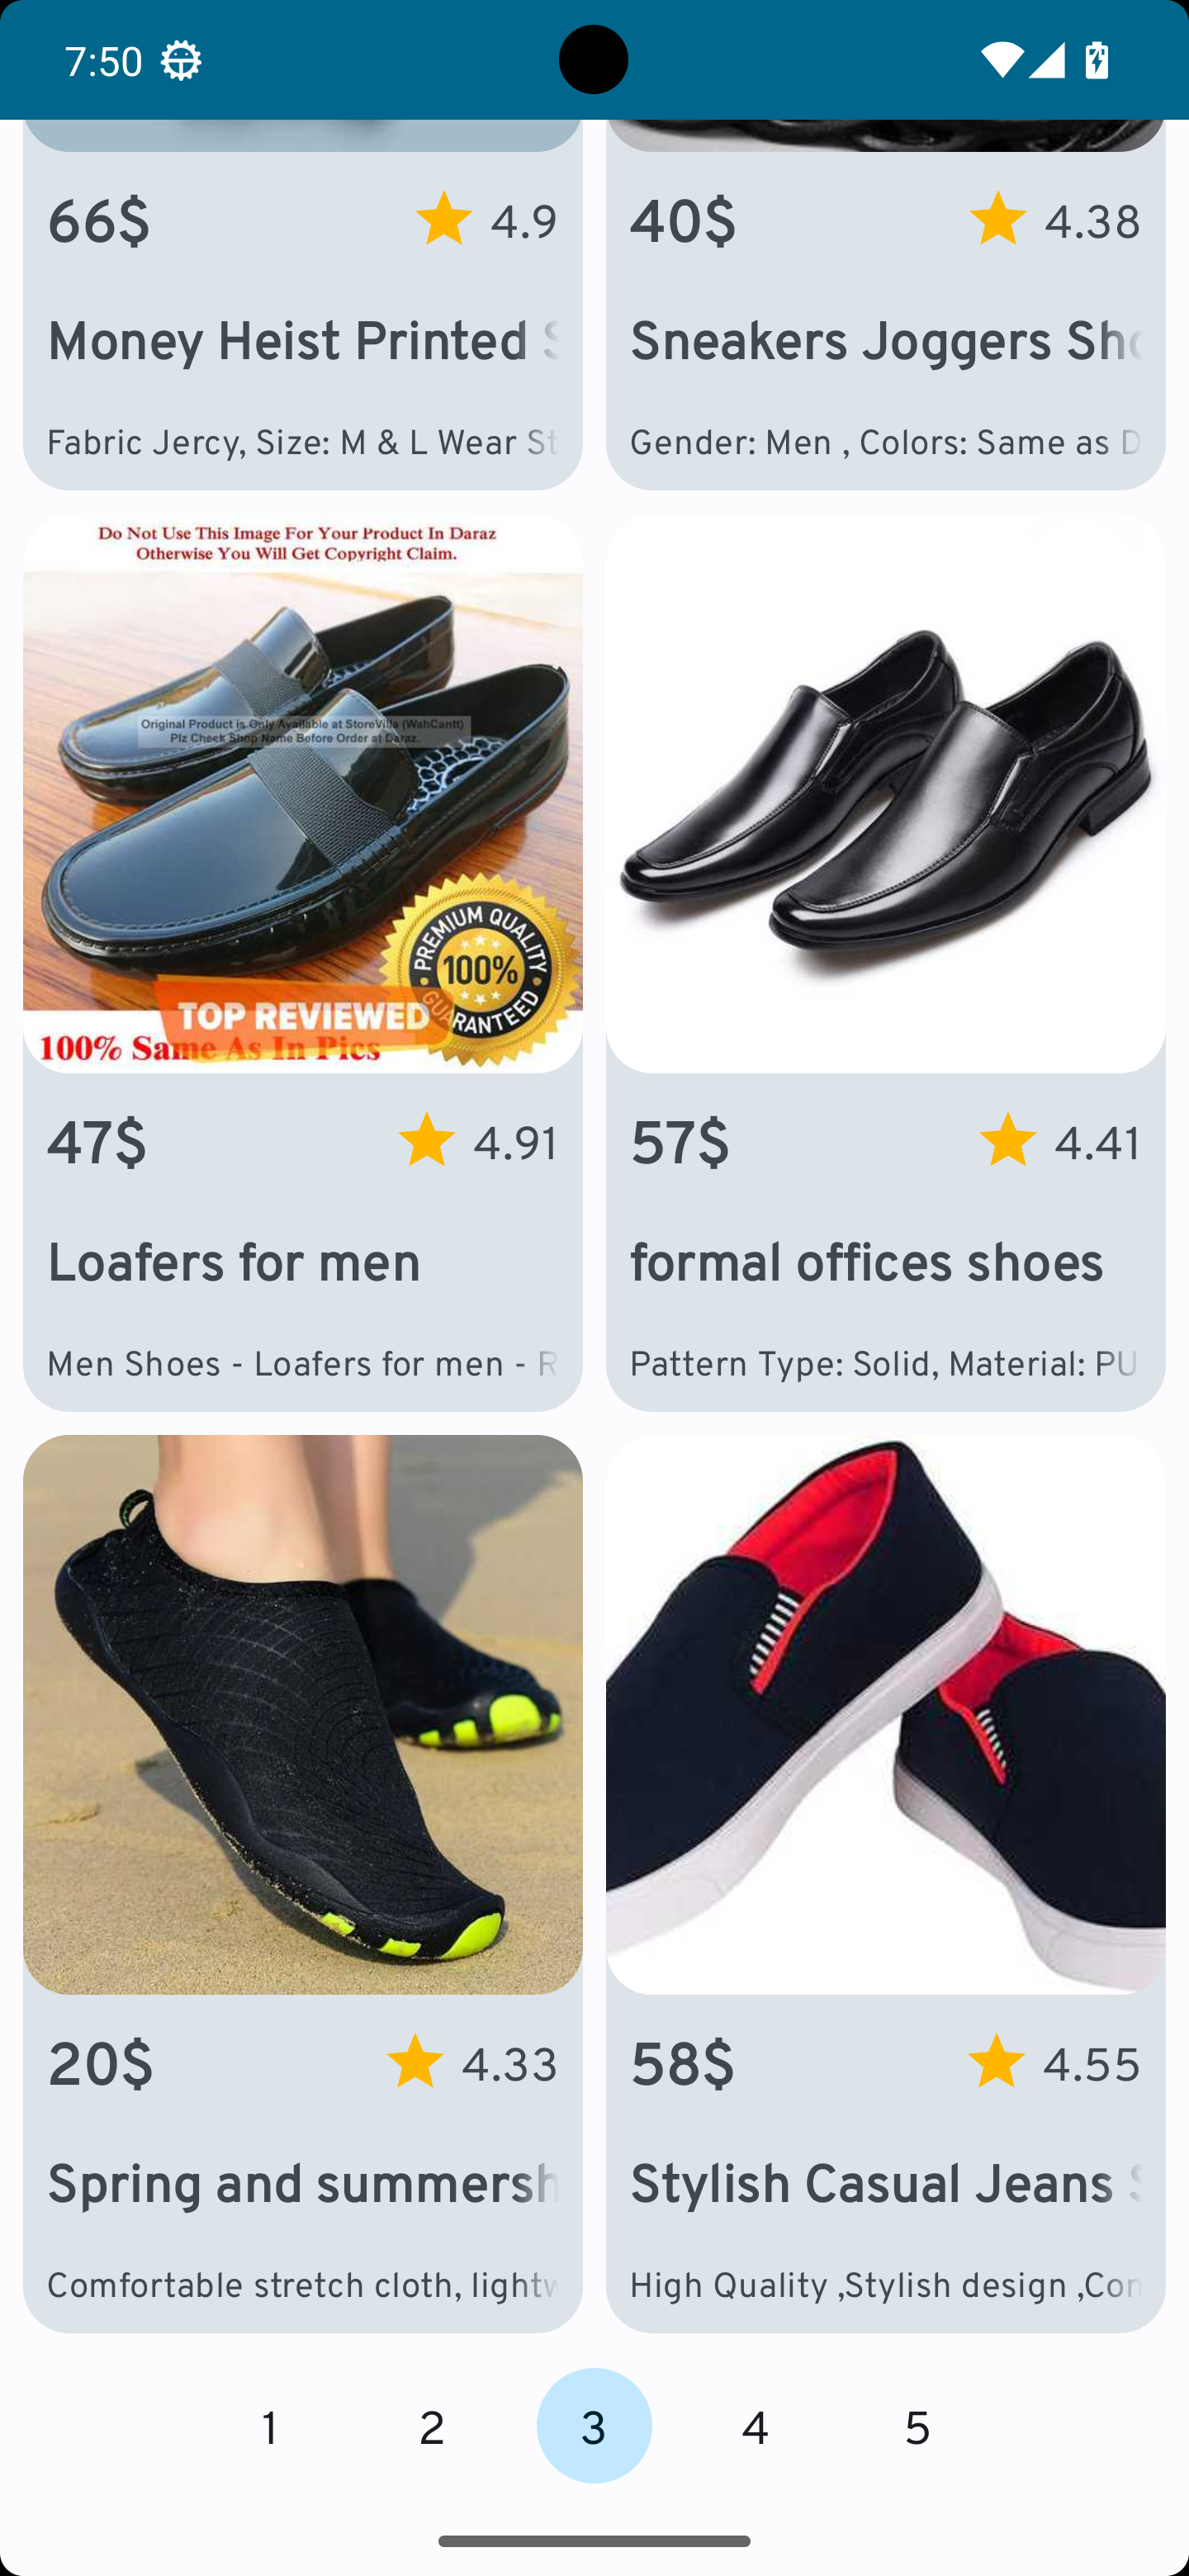 7:50
66$ 4.9
40$ 4.38
Money Heist Printed
Sneakers Joggers
Fabric Jercy, Size: M & L Wear
Gender: Men , Colors: Same as
Do Not Use This Image For Your Product In Daraz
Otherwise You Will Get Copyright Claim.
Original Product is Only Available at StoreVilla (WahCantt)
Plz Check Shop Name Before Order at Daraz.
PREMIUM QUALITY
100%
GUARANTEED
TOP REVIEWED
100% Same As In Pics
47$ 4.91
57$ 4.41
Loafers for men
formal offices shoes
Men Shoes - Loafers for men -
Pattern Type: Solid, Material: PU
20$ 4.33
58$ 4.55
Spring and summersh
Stylish Casual Jeans
Comfortable stretch cloth, lightw
High Quality ,Stylish design ,Com
1 2 3 4 5